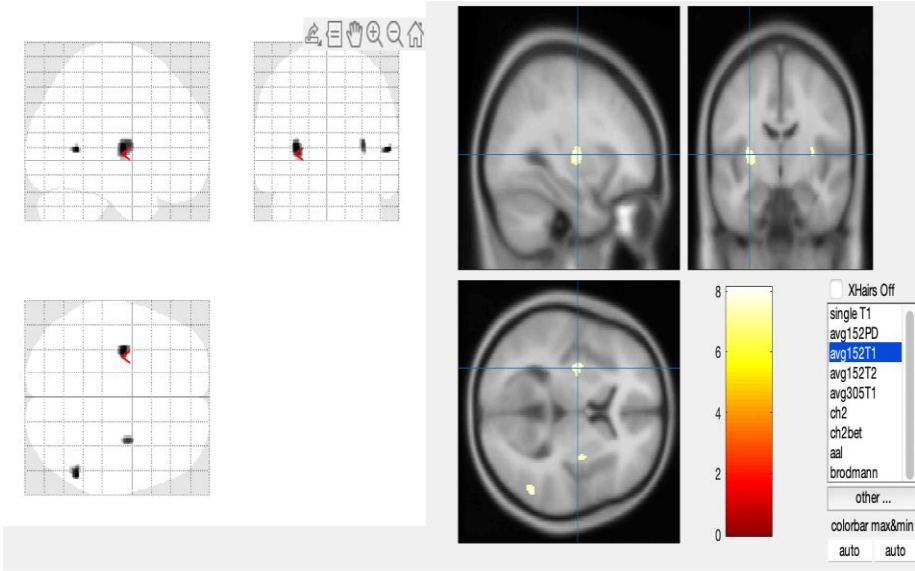 8
6
4
2
0
XHairs Off
single T1
avg152PD
avg152T1
avg152T2
avg305T1
ch2
ch2bet
aal
brodmann
other ...
colorbar max&min
auto auto